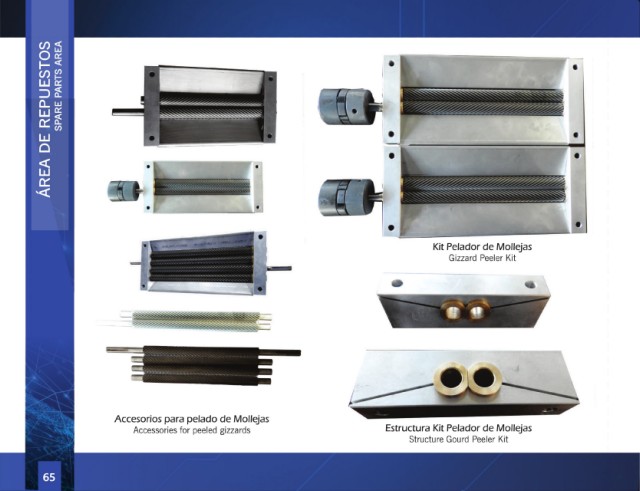 ÁREA DE REPUESTOS
SPARE PARTS AREA
Kit Pelador de Mollejas
Gizzard Peeler Kit
Accesorios para pelado de Mollejas
Accessories for peeled gizzards
Estructura Kit Pelador de Mollejas
Structure Gourd Peeler Kit
65